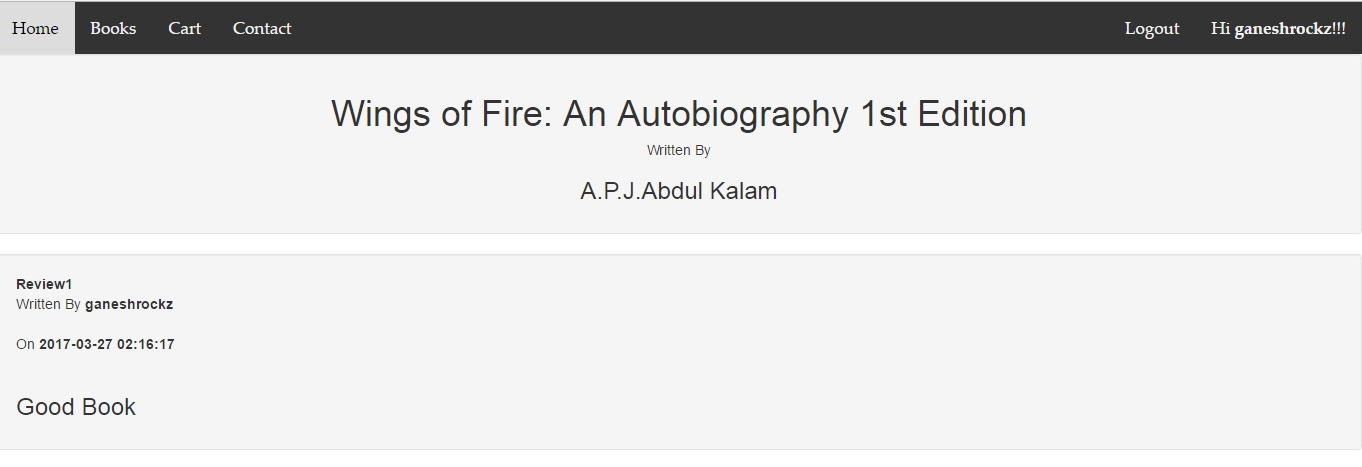 Home Books Cart Contact Logout Hi ganeshrockz!!!
Wings of Fire: An Autobiography 1st Edition
Written By
A.P.J.Abdul Kalam
Review1
Written By ganeshrockz
On 2017-03-27 02:16:17
Good Book